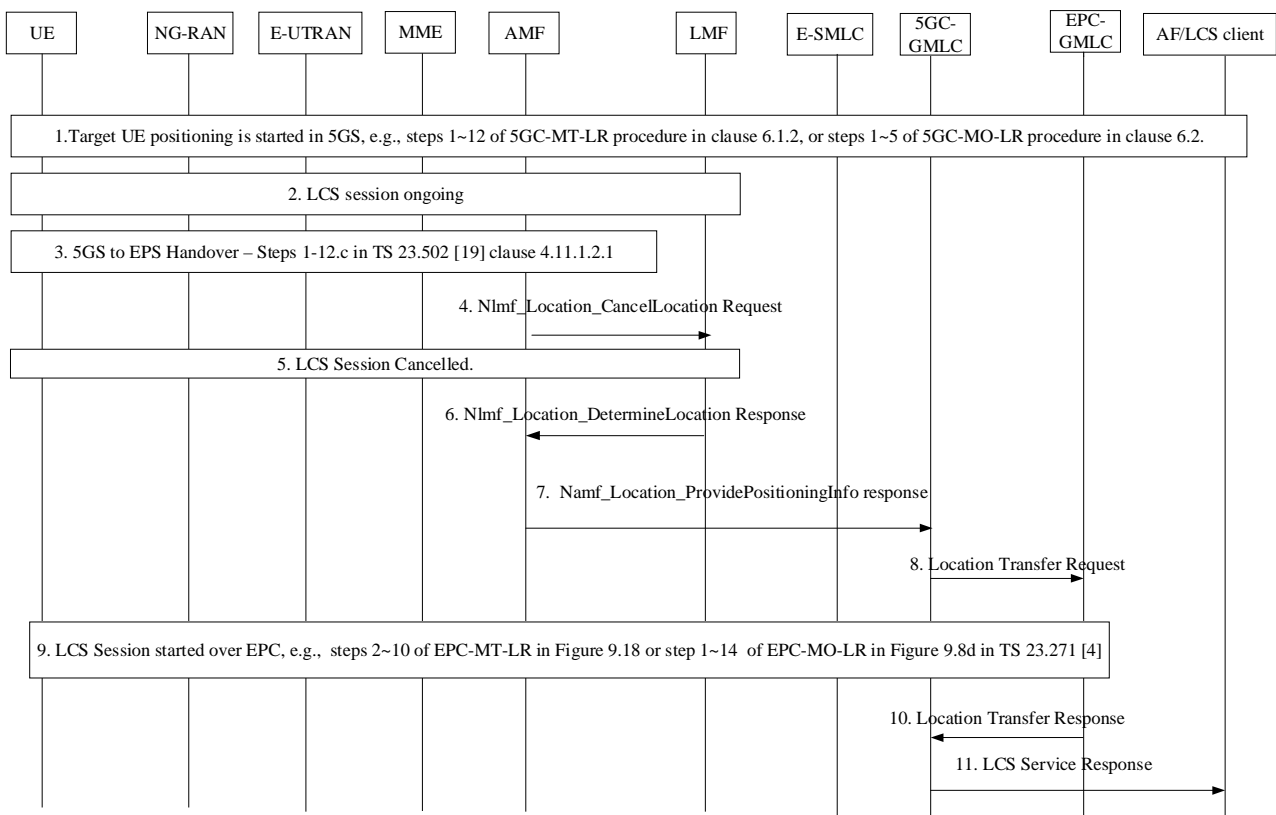 UE
NG-RAN
E-UTRAN
MME
AMF
LMF
E-SMLC
5GC-
GMLC
EPC-
GMLC
AF/LCS client
1.Target UE positioning is started in 5GS, e.g., steps 1~12 of 5GC-MT-LR procedure in clause 6.1.2, or steps 1~5 of 5GC-MO-LR procedure in clause 6.2.
2. LCS session ongoing
3. 5GS to EPS Handover – Steps 1-12.c in TS 23.502 [19] clause 4.11.1.2.1
4. Nlmf_Location_CancelLocation Request
5. LCS Session Cancelled.
6. Nlmf_Location_DetermineLocation Response
7. Namf_Location_ProvidePositioningInfo response
8. Location Transfer Request
9. LCS Session started over EPC, e.g., steps 2~10 of EPC-MT-LR in Figure 9.18 or step 1~14 of EPC-MO-LR in Figure 9.8d in TS 23.271 [4]
10. Location Transfer Response
11. LCS Service Response